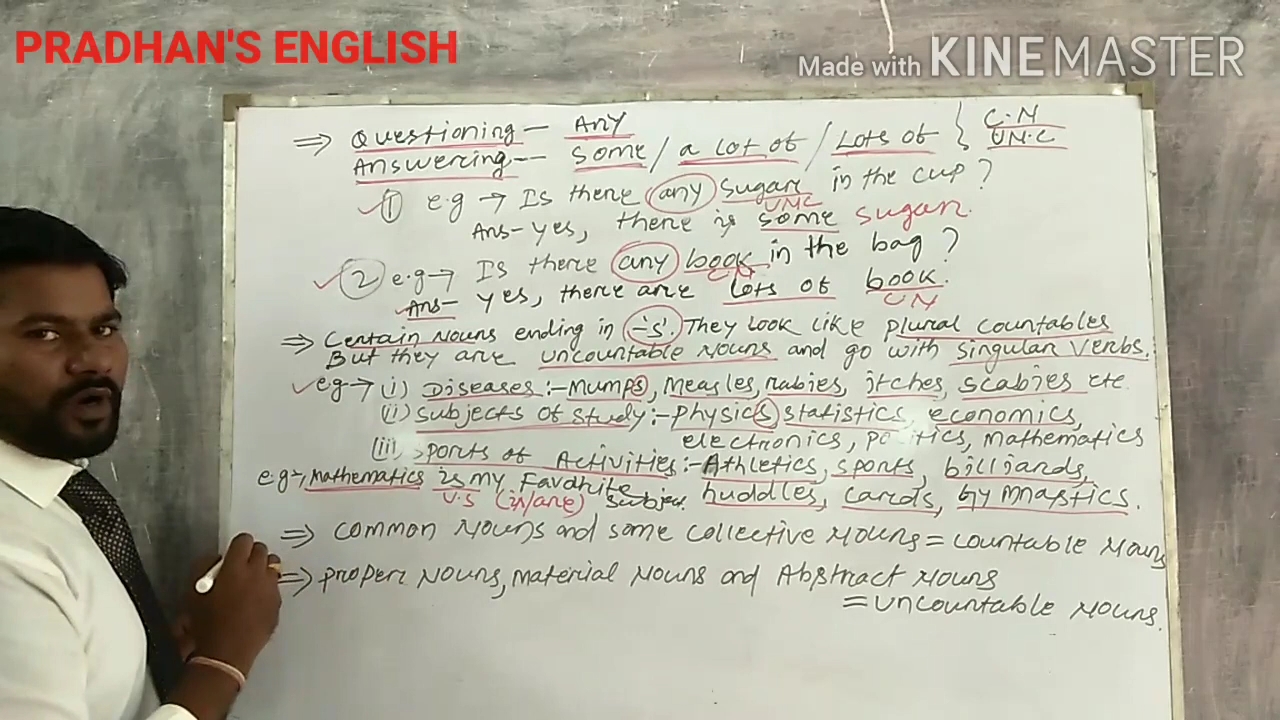 PRADHAN'S ENGLISH
Made with KINEMASTER
⇒ Questioning - Any
Answering - Some / a lot of / Lots of } C.N
UN.C
① e.g → Is there any sugar in the cup?
UNC
Ans- yes, there is some sugar.
② e.g → Is there any book in the bag?
CN
Ans- yes, there are lots of book.
CN
⇒ Certain Nouns ending in '-s'. They look like plural countables
But they are uncountable nouns and go with singular verbs.
eg → (i) Diseases :- Mumps, Measles, rabies, itches, scabies etc.
(ii) subjects of study :- physics statistics, economics,
electronics, politics, mathematics
(iii) sports of Activities :- Athletics, sports, billiards,
e.g:- Mathematics is my Favorite huddles, cards, gymnastics.
V.S (is/are) subjec
⇒ common Nouns and some collective Nouns = countable Nouns
⇒ proper Nouns, material Nouns and Abstract Nouns
= uncountable Nouns.